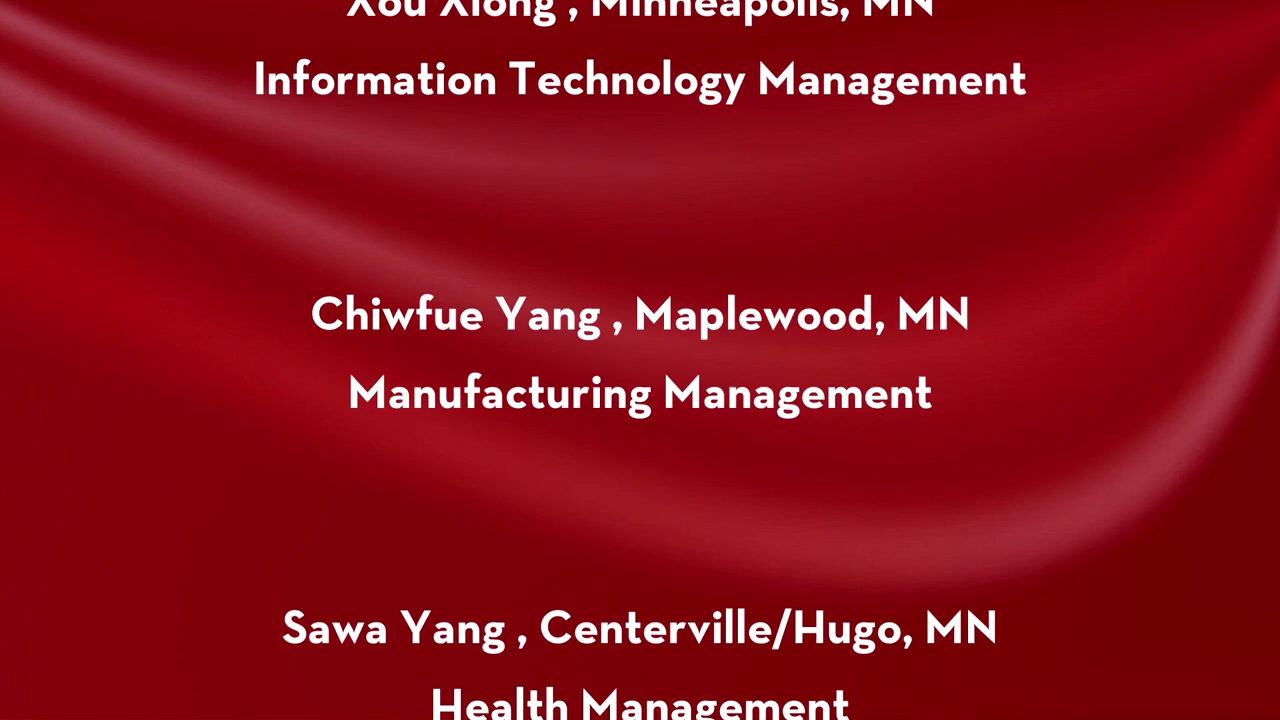 Xou Xiong , Minneapolis, MN
Information Technology Management
Chiwfue Yang , Maplewood, MN
Manufacturing Management
Sawa Yang , Centerville/Hugo, MN
Health Management